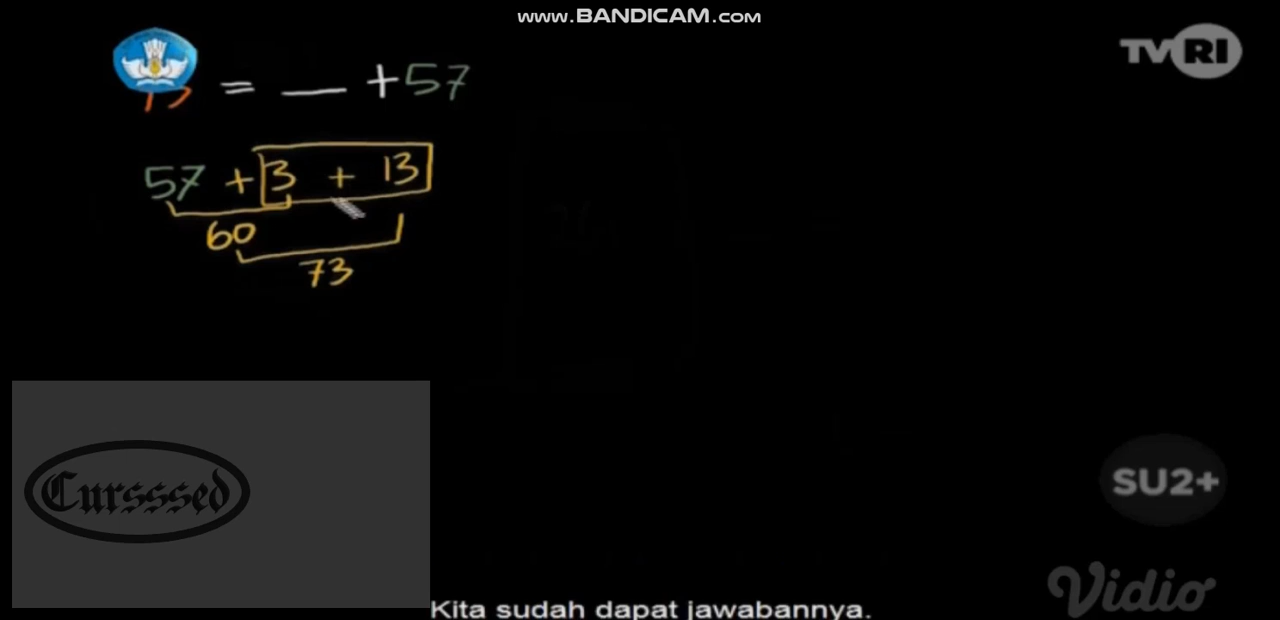 www.BANDICAM.com
TVRI
= __ + 57
57 + 3 + 13
60
73
Cursssed
SU2+
Vidio
Kita sudah dapat jawabannya.